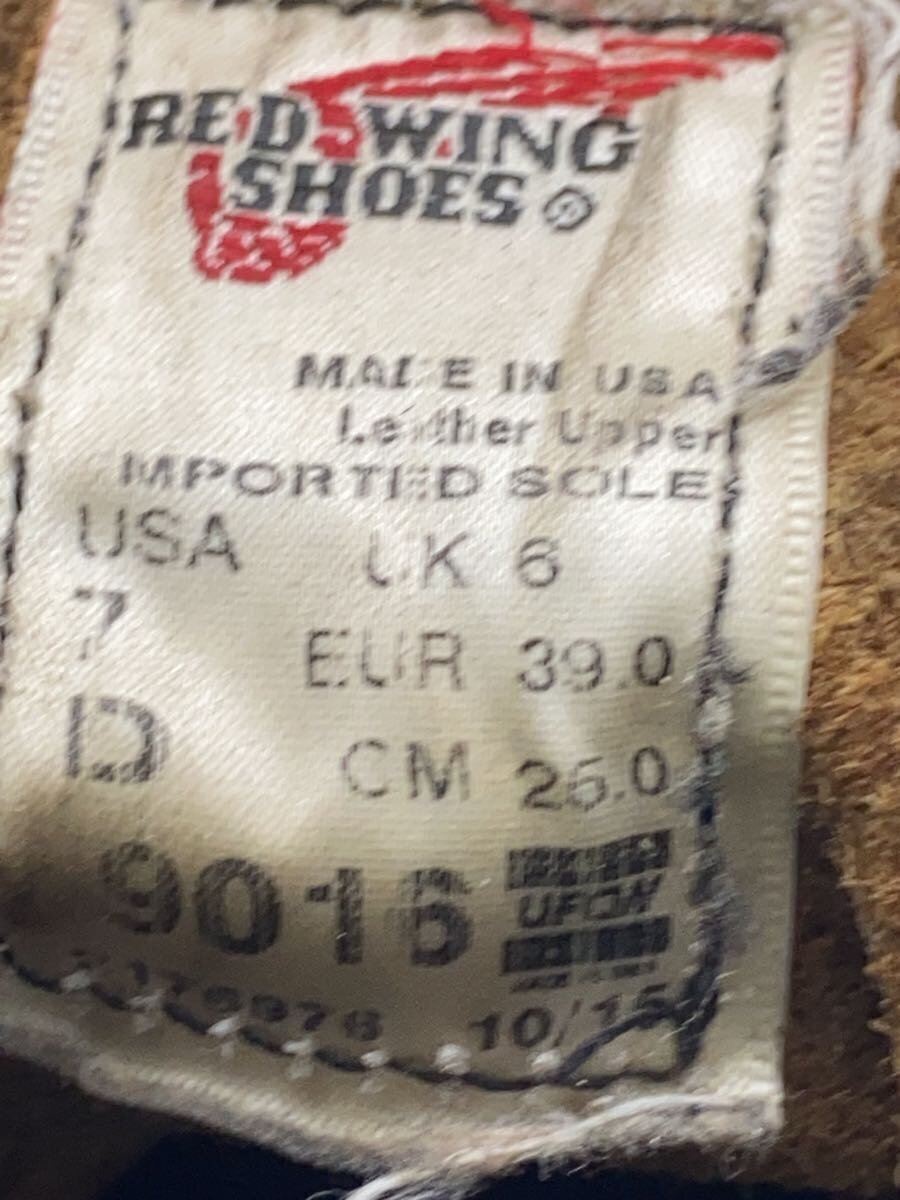 RED WING
SHOES ®
MADE IN USA
Leather Upper
IMPORTED SOLE
USA UK 6
7 EUR 39.0
D CM 25.0
9016
10/15